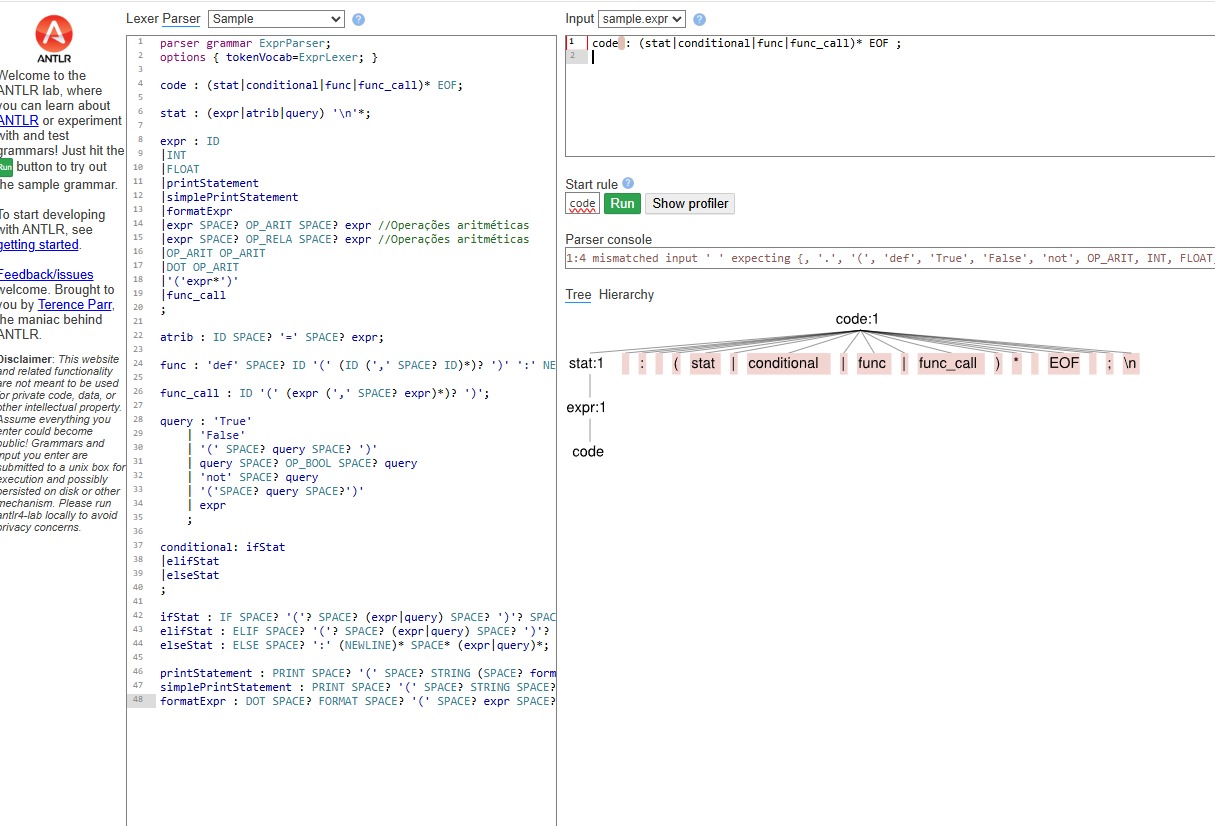 ANTLR
Welcome to the
ANTLR lab, where
you can learn about
ANTLR or experiment
with and test
grammars! Just hit the
Run button to try out
the sample grammar.
To start developing
with ANTLR, see
getting started.
Feedback/issues
welcome. Brought to
you by Terence Parr,
the maniac behind
ANTLR.
Disclaimer: This website
and related functionality
are not meant to be used
for private code, data, or
other intellectual property.
Assume everything you
enter could become
public! Grammars and
input you enter are
submitted to a unix box for
execution and possibly
persisted on disk or other
mechanism. Please run
antlr4-lab locally to avoid
privacy concerns.
Lexer Parser Sample ?
1 parser grammar ExprParser;
2 options { tokenVocab=ExprLexer; }
3
4 code : (stat|conditional|func|func_call)* EOF;
5
6 stat : (expr|atrib|query) '\n'*;
7
8 expr : ID
9 |INT
10 |FLOAT
11 |printStatement
12 |simplePrintStatement
13 |formatExpr
14 |expr SPACE? OP_ARIT SPACE? expr //Operações aritméticas
15 |expr SPACE? OP_RELA SPACE? expr //Operações aritméticas
16 |OP_ARIT OP_ARIT
17 |DOT OP_ARIT
18 |'('expr*')'
19 |func_call
20 ;
21
22 atrib : ID SPACE? '=' SPACE? expr;
23
24 func : 'def' SPACE? ID '(' (ID (',' SPACE? ID)*)? ')' ':' NE
25
26 func_call : ID '(' (expr (',' SPACE? expr)*)? ')';
27
28 query : 'True'
29 | 'False'
30 | '(' SPACE? query SPACE? ')'
31 | query SPACE? OP_BOOL SPACE? query
32 | 'not' SPACE? query
33 | '('SPACE? query SPACE?')'
34 | expr
35 ;
36
37 conditional: ifStat
38 |elifStat
39 |elseStat
40 ;
41
42 ifStat : IF SPACE? '('? SPACE? (expr|query) SPACE? ')'? SPAC
43 elifStat : ELIF SPACE? '('? SPACE? (expr|query) SPACE? ')'?
44 elseStat : ELSE SPACE? ':' (NEWLINE)* SPACE* (expr|query)*;
45
46 printStatement : PRINT SPACE? '(' SPACE? STRING (SPACE? form
47 simplePrintStatement : PRINT SPACE? '(' SPACE? STRING SPACE?
48 formatExpr : DOT SPACE? FORMAT SPACE? '(' SPACE? expr SPACE?
Input sample.expr ?
1 code : (stat|conditional|func|func_call)* EOF ;
2
Start rule ?
code Run Show profiler
Parser console
1:4 mismatched input ' ' expecting {, '.', '(', 'def', 'True', 'False', 'not', OP_ARIT, INT, FLOAT,
Tree Hierarchy
code:1
stat:1 : ( stat | conditional | func | func_call ) * EOF ; \n
expr:1
code